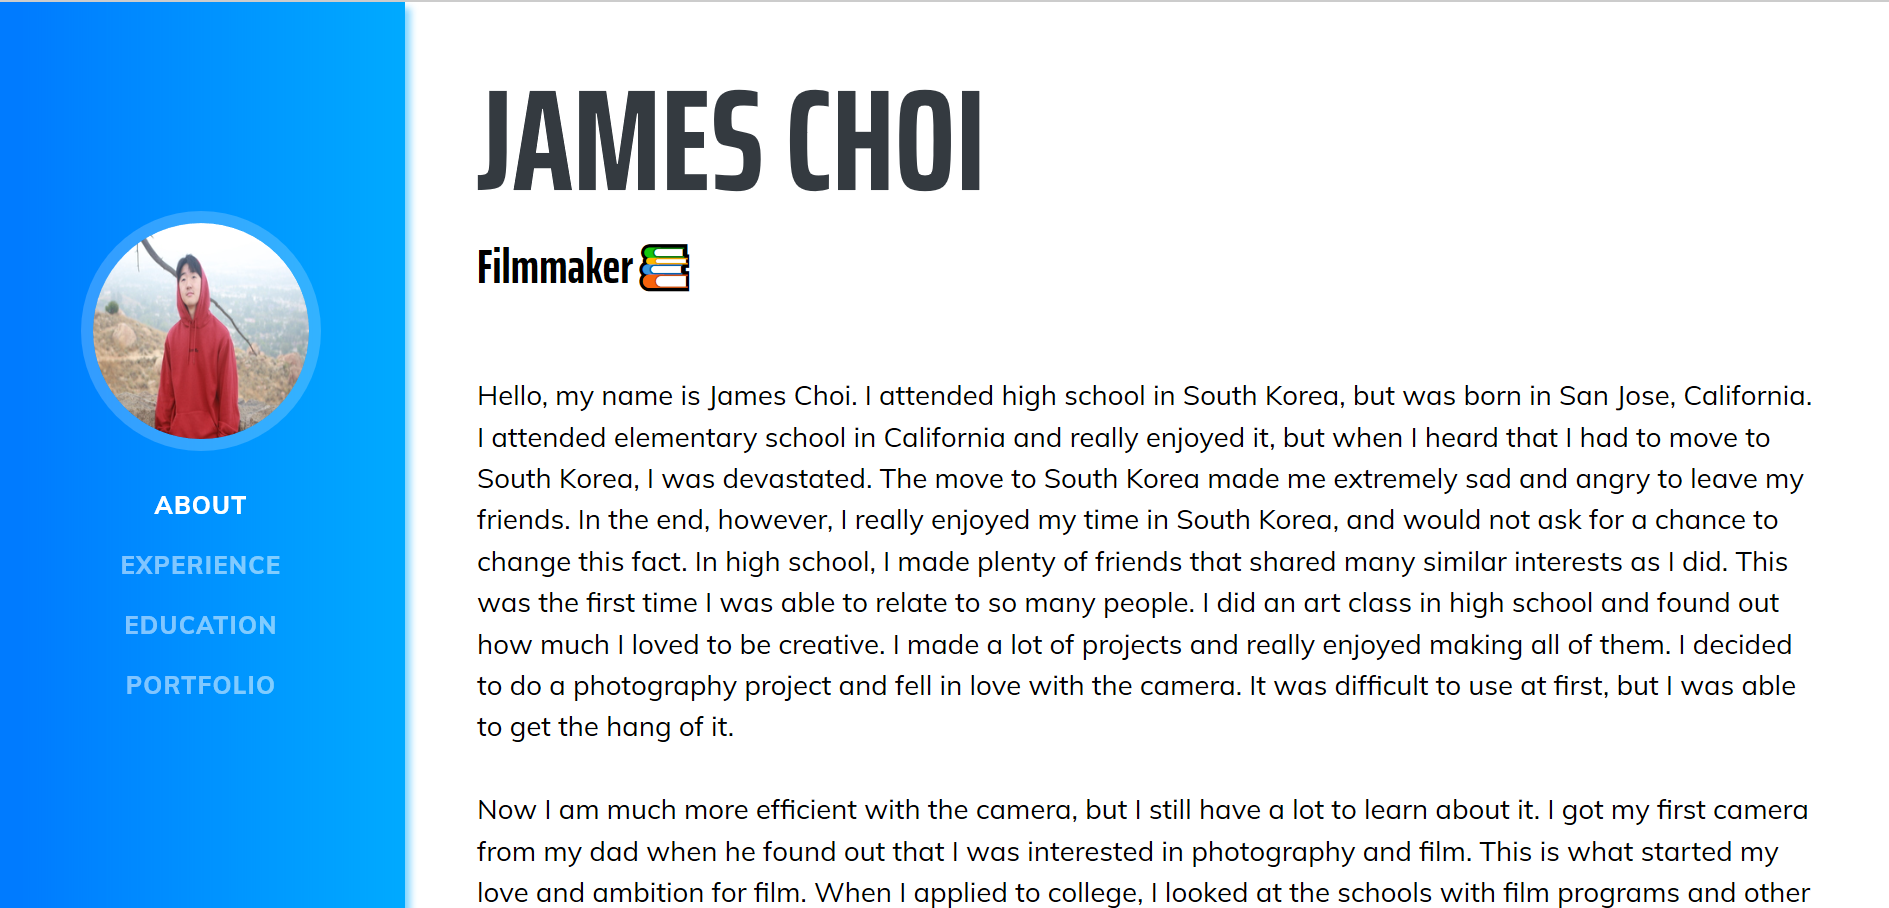 JAMES CHOI
Filmmaker
ABOUT
EXPERIENCE
EDUCATION
PORTFOLIO
Hello, my name is James Choi. I attended high school in South Korea, but was born in San Jose, California.
I attended elementary school in California and really enjoyed it, but when I heard that I had to move to
South Korea, I was devastated. The move to South Korea made me extremely sad and angry to leave my
friends. In the end, however, I really enjoyed my time in South Korea, and would not ask for a chance to
change this fact. In high school, I made plenty of friends that shared many similar interests as I did. This
was the first time I was able to relate to so many people. I did an art class in high school and found out
how much I loved to be creative. I made a lot of projects and really enjoyed making all of them. I decided
to do a photography project and fell in love with the camera. It was difficult to use at first, but I was able
to get the hang of it.
Now I am much more efficient with the camera, but I still have a lot to learn about it. I got my first camera
from my dad when he found out that I was interested in photography and film. This is what started my
love and ambition for film. When I applied to college, I looked at the schools with film programs and other